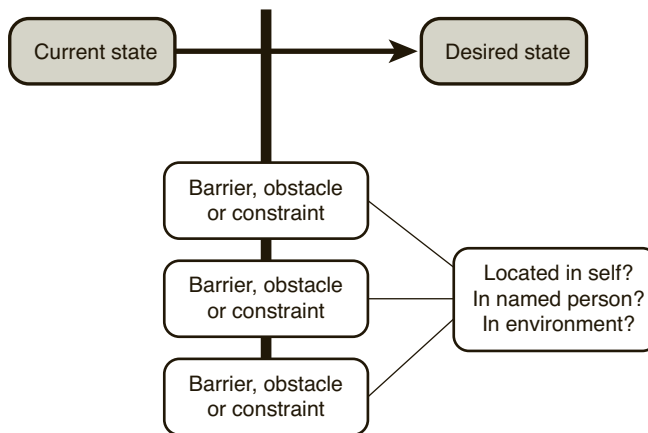 Current state
Desired state
Barrier, obstacle
or constraint
Barrier, obstacle
or constraint
Barrier, obstacle
or constraint
Located in self?
In named person?
In environment?